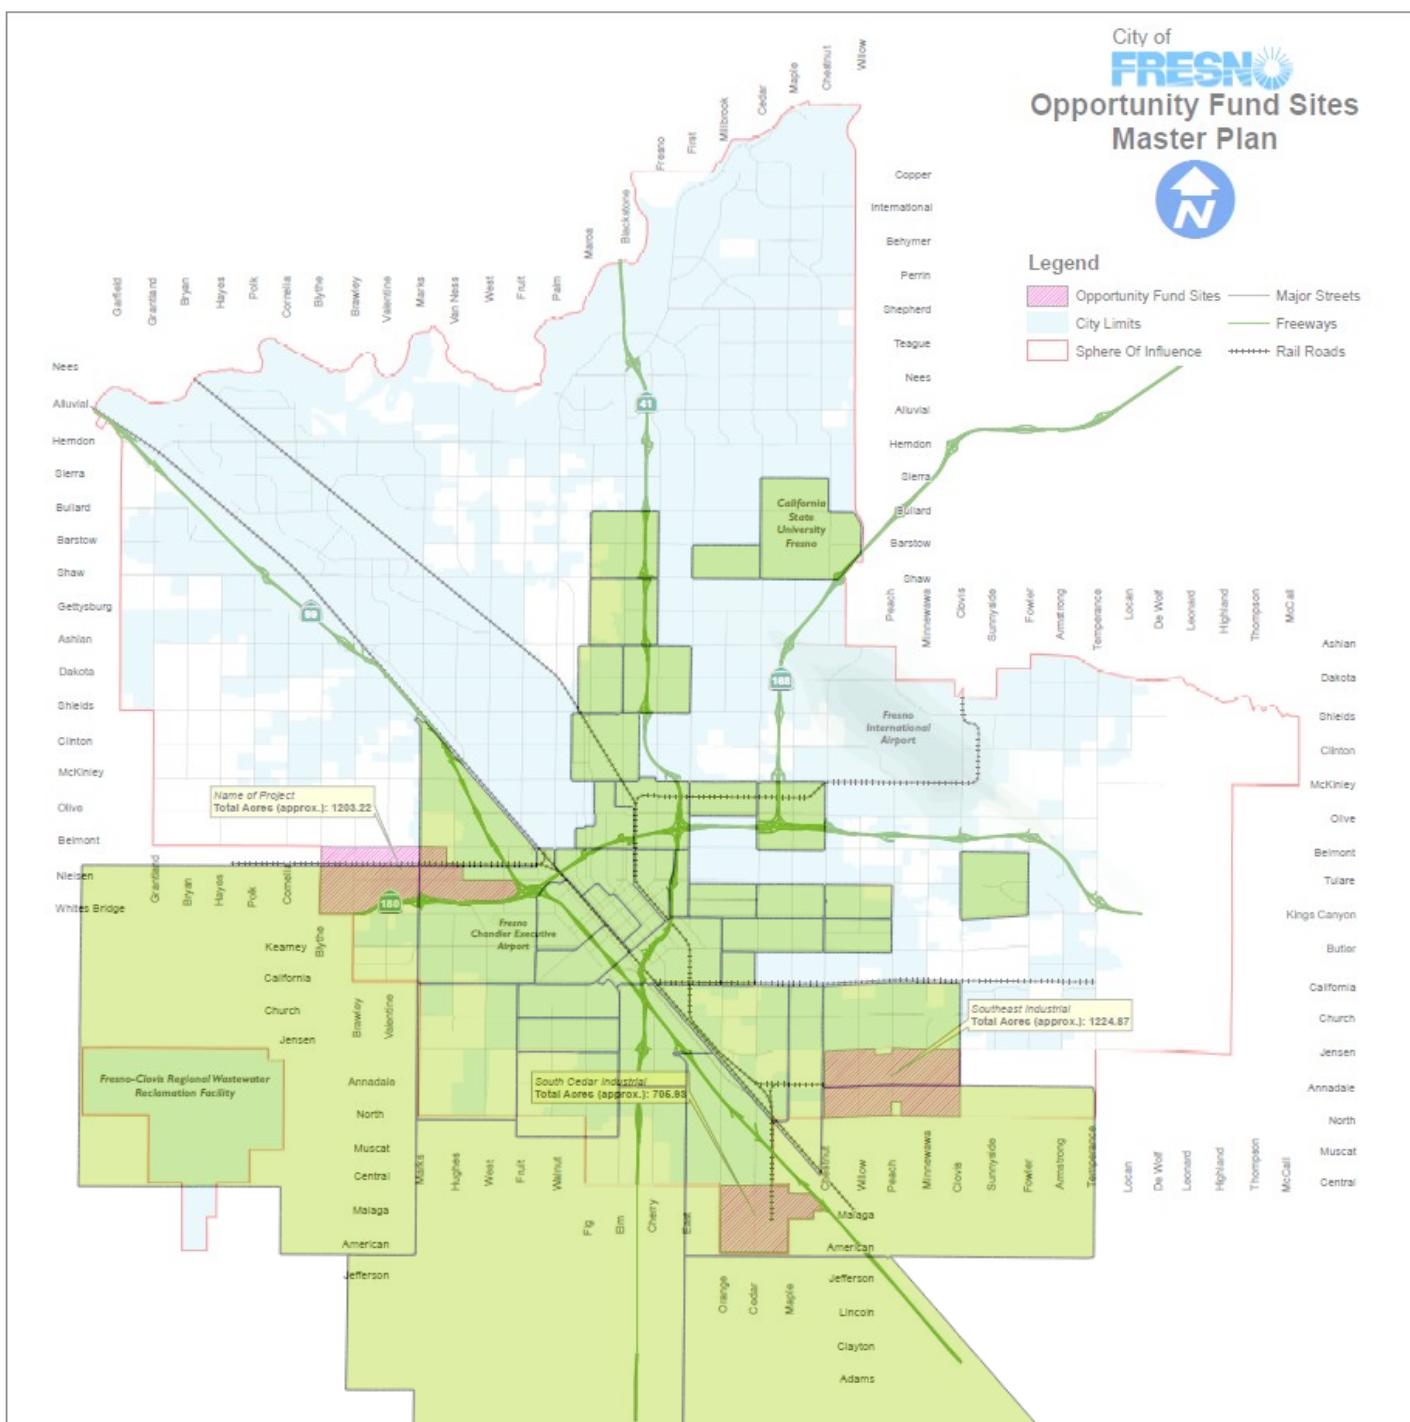 City of
FRESNO
Opportunity Fund Sites
Master Plan
N
Legend
Opportunity Fund Sites
Major Streets
City Limits
Freeways
Sphere Of Influence
Rail Roads
Willow
Chestnut
Maple
Cedar
Millbrook
First
Fresno
Blackstone
Maroa
Palm
Fruit
West
Van Ness
Marks
Valentine
Brawley
Blythe
Cornelia
Polk
Hayes
Bryan
Grantland
Garfield
Copper
International
Behymer
Perrin
Shepherd
Teague
Nees
Alluvial
Herndon
Sierra
Bullard
Barstow
Shaw
Nees
Alluvial
Herndon
Sierra
Bullard
Barstow
Shaw
Gettysburg
Ashlan
Dakota
Shields
Clinton
McKinley
Olive
Belmont
Nielsen
Whites Bridge
41
99
168
180
California
State
University
Fresno
Peach
Minnewawa
Clovis
Sunnyside
Fowler
Armstrong
Temperance
Locan
De Wolf
Leonard
Highland
Thompson
McCall
Ashlan
Dakota
Shields
Clinton
McKinley
Olive
Belmont
Tulare
Kings Canyon
Butler
California
Church
Jensen
Annadale
North
Muscat
Central
Fresno
International
Airport
Name of Project
Total Acres (approx.): 1203.22
Grantland
Bryan
Hayes
Polk
Cornelia
Blythe
Fresno
Chandler Executive
Airport
Kearney
California
Church
Jensen
Brawley
Valentine
Annadale
North
Muscat
Central
Malaga
American
Jefferson
Southeast Industrial
Total Acres (approx.): 1224.87
Fresno-Clovis Regional Wastewater
Reclamation Facility
South Cedar Industrial
Total Acres (approx.): 705.93
Marks
Hughes
West
Fruit
Walnut
Fig
Elm
Cherry
East
Orange
Cedar
Maple
Chestnut
Willow
Peach
Minnewawa
Clovis
Sunnyside
Fowler
Armstrong
Temperance
Locan
De Wolf
Leonard
Highland
Thompson
McCall
Malaga
American
Jefferson
Lincoln
Clayton
Adams